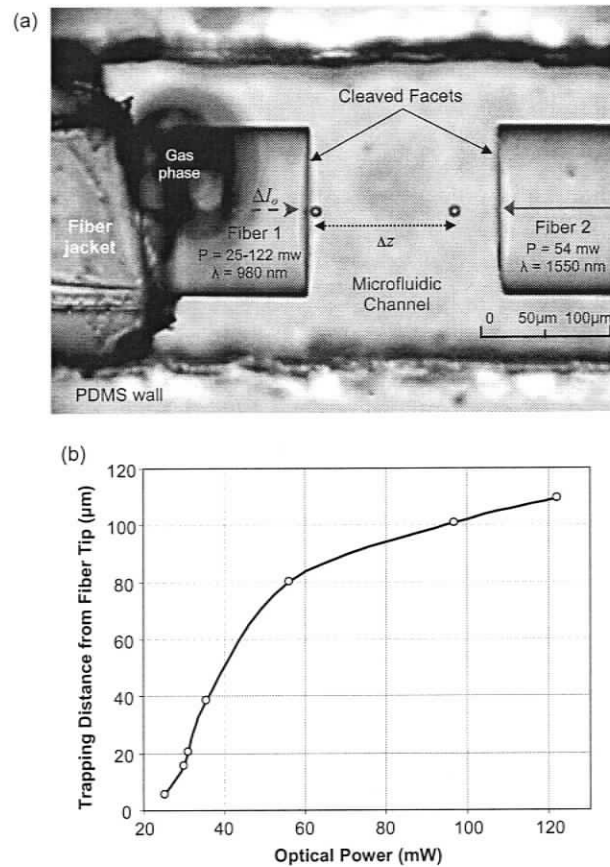 (a)
Cleaved Facets
Gas
phase
ΔIₒ
Fiber 1
P = 25-122 mw
λ = 980 nm
Fiber
jacket
Δz
Fiber 2
P = 54 mw
λ = 1550 nm
Microfluidic
Channel
0 50µm 100µm
PDMS wall
(b)
120
100
80
60
40
20
0
Trapping Distance from Fiber Tip (µm)
20 40 60 80 100 120
Optical Power (mW)